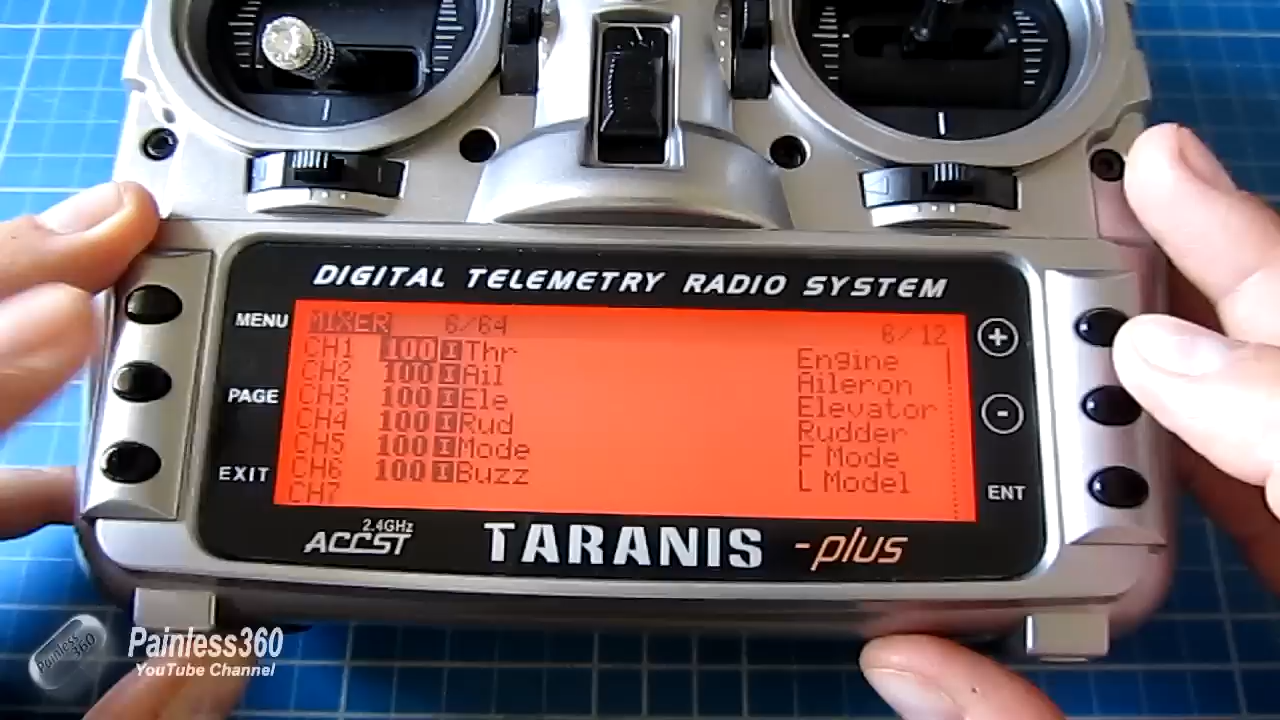 DIGITAL TELEMETRY RADIO SYSTEM
MENU
PAGE
EXIT
MIXER 6/64 6/12
CH1 100 I Thr Engine
CH2 100 I Ail Aileron
CH3 100 I Ele Elevator
CH4 100 I Rud Rudder
CH5 100 I Mode F Mode
CH6 100 I Buzz L Model
CH7
+
-
ENT
2.4GHz
ACCST
TARANIS -plus
Painless360
Painless360
YouTube Channel